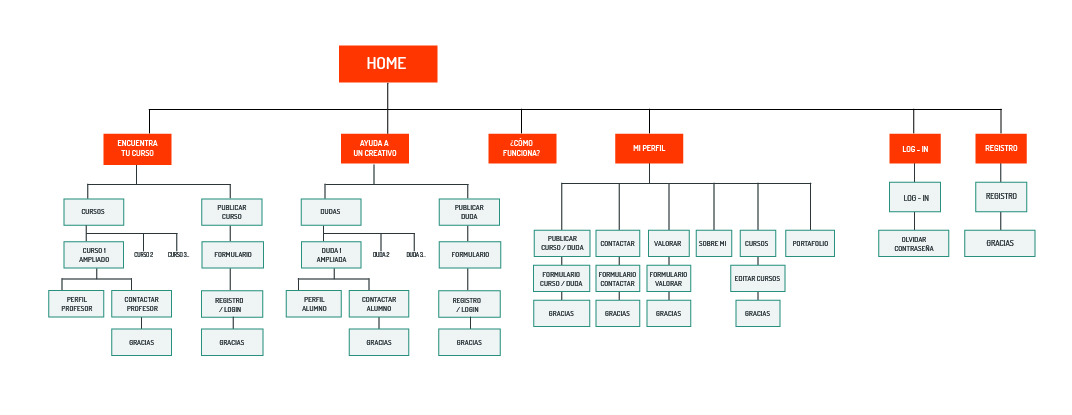 HOME
ENCUENTRA
TU CURSO
AYUDA A
UN CREATIVO
¿CÓMO
FUNCIONA?
MI PERFIL
LOG - IN
REGISTRO
CURSOS
PUBLICAR
CURSO
DUDAS
PUBLICAR
DUDA
LOG - IN
REGISTRO
PUBLICAR
CURSO / DUDA
CONTACTAR
VALORAR
SOBRE MI
CURSOS
PORTAFOLIO
OLVIDAR
CONTRASEÑA
GRACIAS
CURSO 1
AMPLIADO
CURSO 2
CURSO 3..
FORMULARIO
DUDA 1
AMPLIADA
DUDA 2
DUDA 3..
FORMULARIO
FORMULARIO
CURSO / DUDA
FORMULARIO
CONTACTAR
FORMULARIO
VALORAR
EDITAR CURSOS
PERFIL
PROFESOR
CONTACTAR
PROFESOR
REGISTRO
/ LOGIN
PERFIL
ALUMNO
CONTACTAR
ALUMNO
REGISTRO
/ LOGIN
GRACIAS
GRACIAS
GRACIAS
GRACIAS
GRACIAS
GRACIAS
GRACIAS
GRACIAS